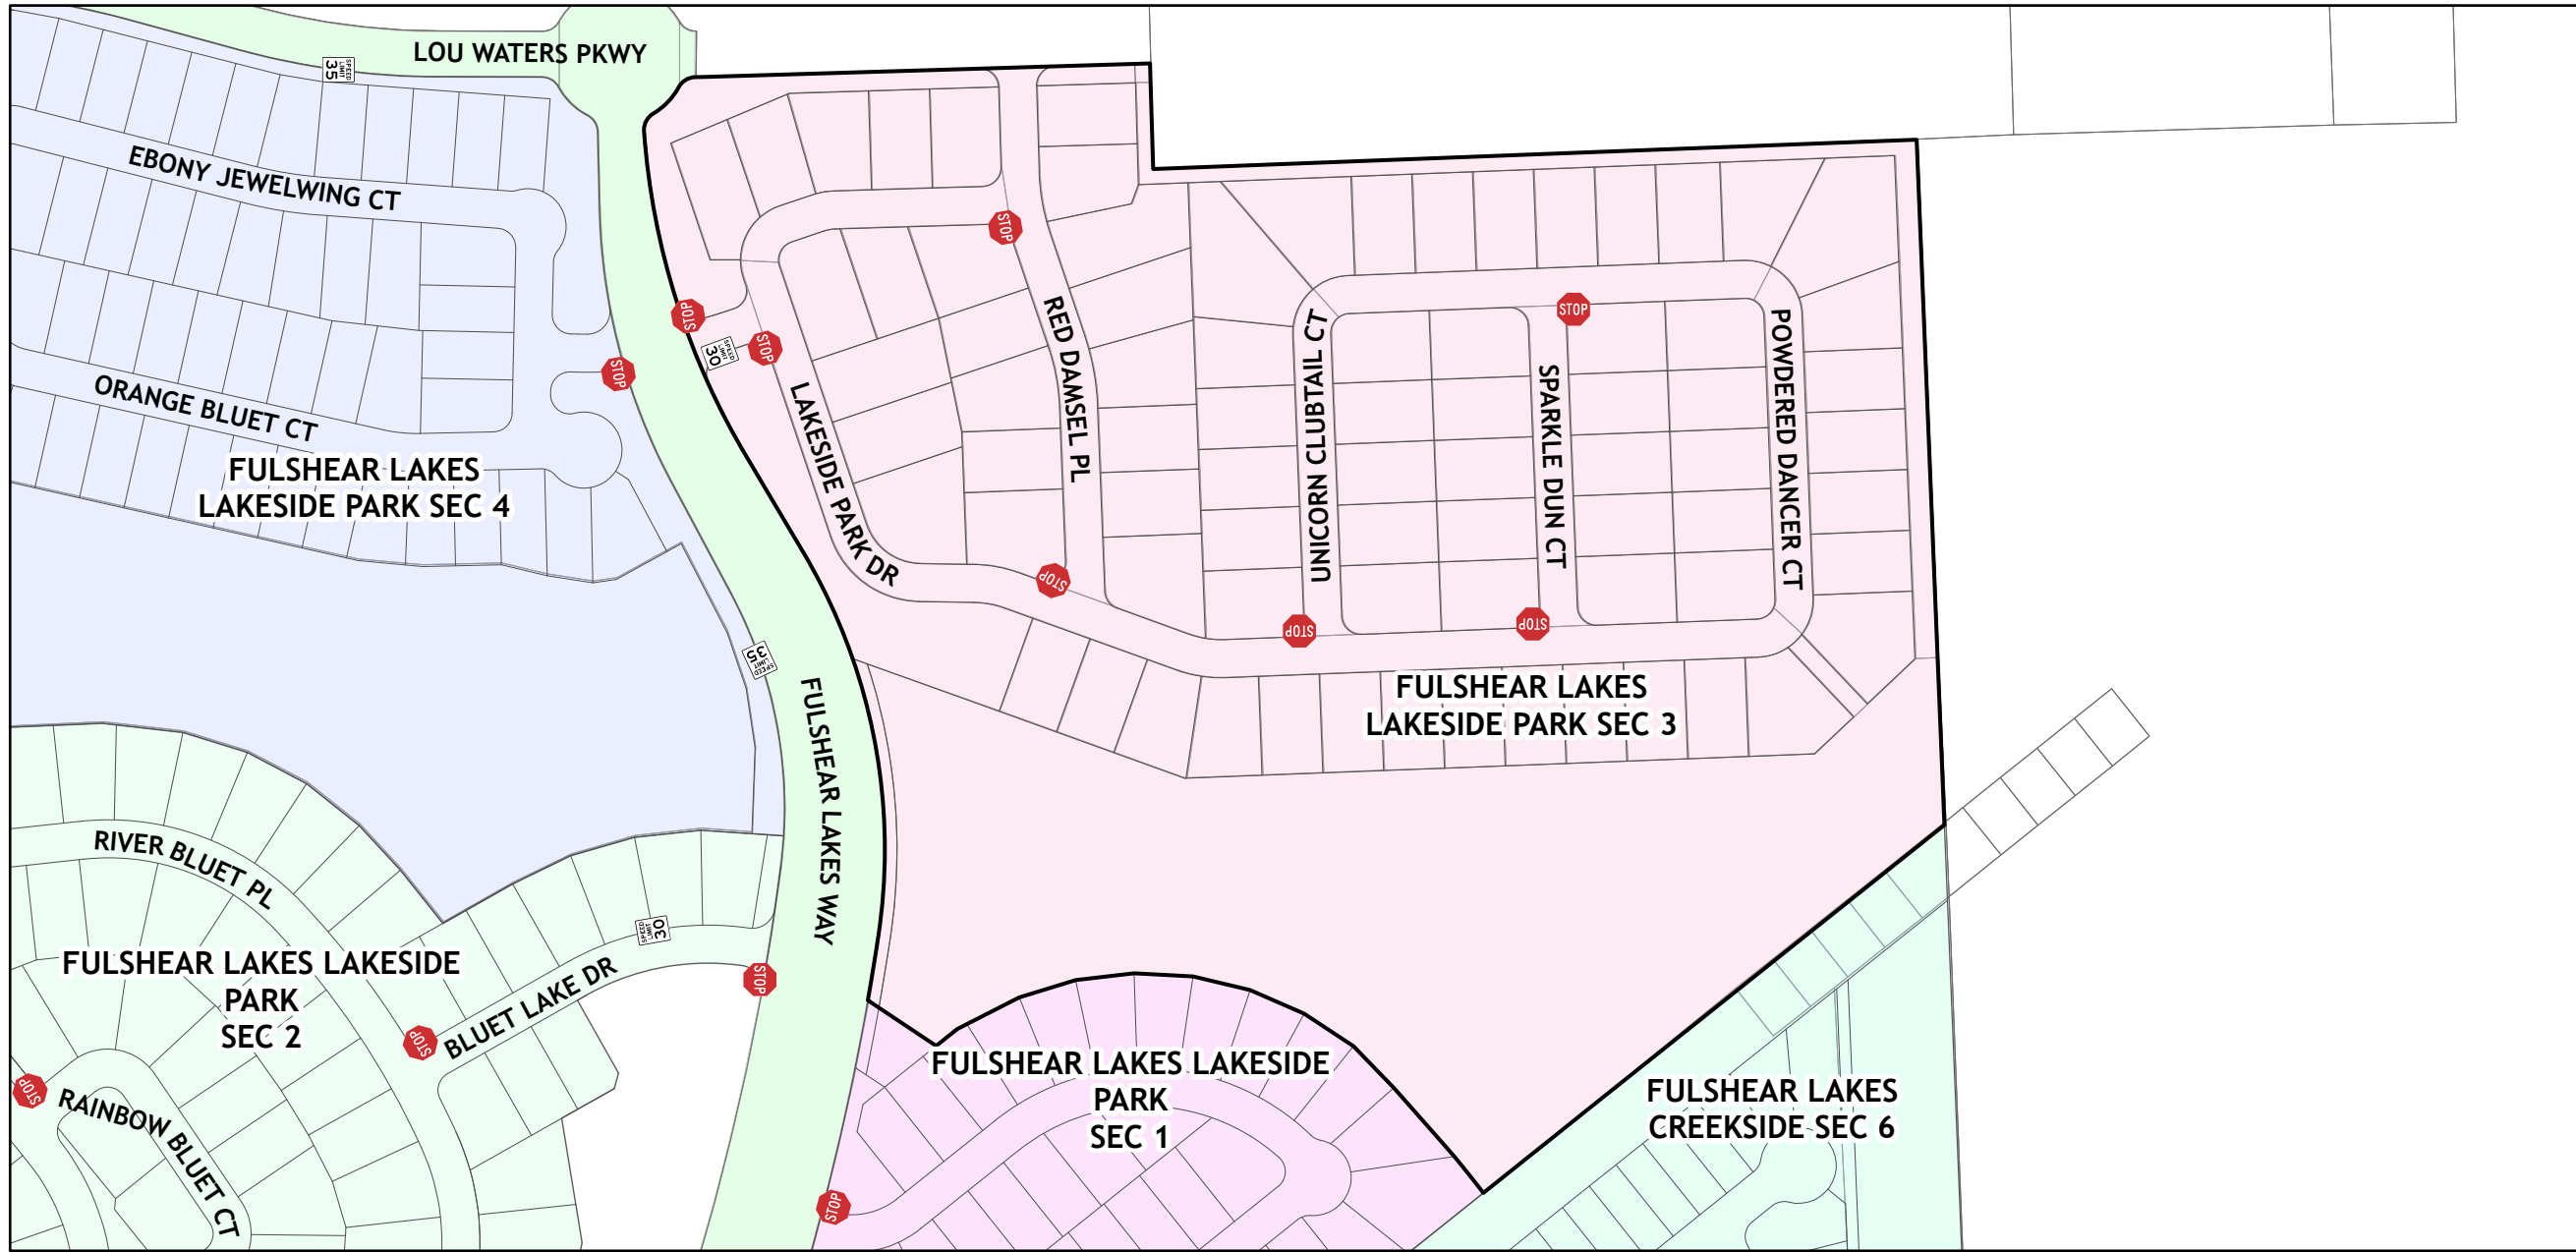 LOU WATERS PKWY
SPEED
LIMIT
35
EBONY JEWELWING CT
STOP
STOP
STOP
STOP
STOP
SPEED
LIMIT
30
STOP
ORANGE BLUET CT
FULSHEAR LAKES
LAKESIDE PARK SEC 4
LAKESIDE PARK DR
RED DAMSEL PL
UNICORN CLUBTAIL CT
SPARKLE DUN CT
POWDERED DANCER CT
STOP
STOP
STOP
SPEED
LIMIT
35
FULSHEAR LAKES
LAKESIDE PARK SEC 3
FULSHEAR LAKES WAY
RIVER BLUET PL
SPEED
LIMIT
30
FULSHEAR LAKES LAKESIDE
PARK
SEC 2
BLUET LAKE DR
STOP
STOP
STOP
RAINBOW BLUET CT
FULSHEAR LAKES LAKESIDE
PARK
SEC 1
STOP
FULSHEAR LAKES
CREEKSIDE SEC 6